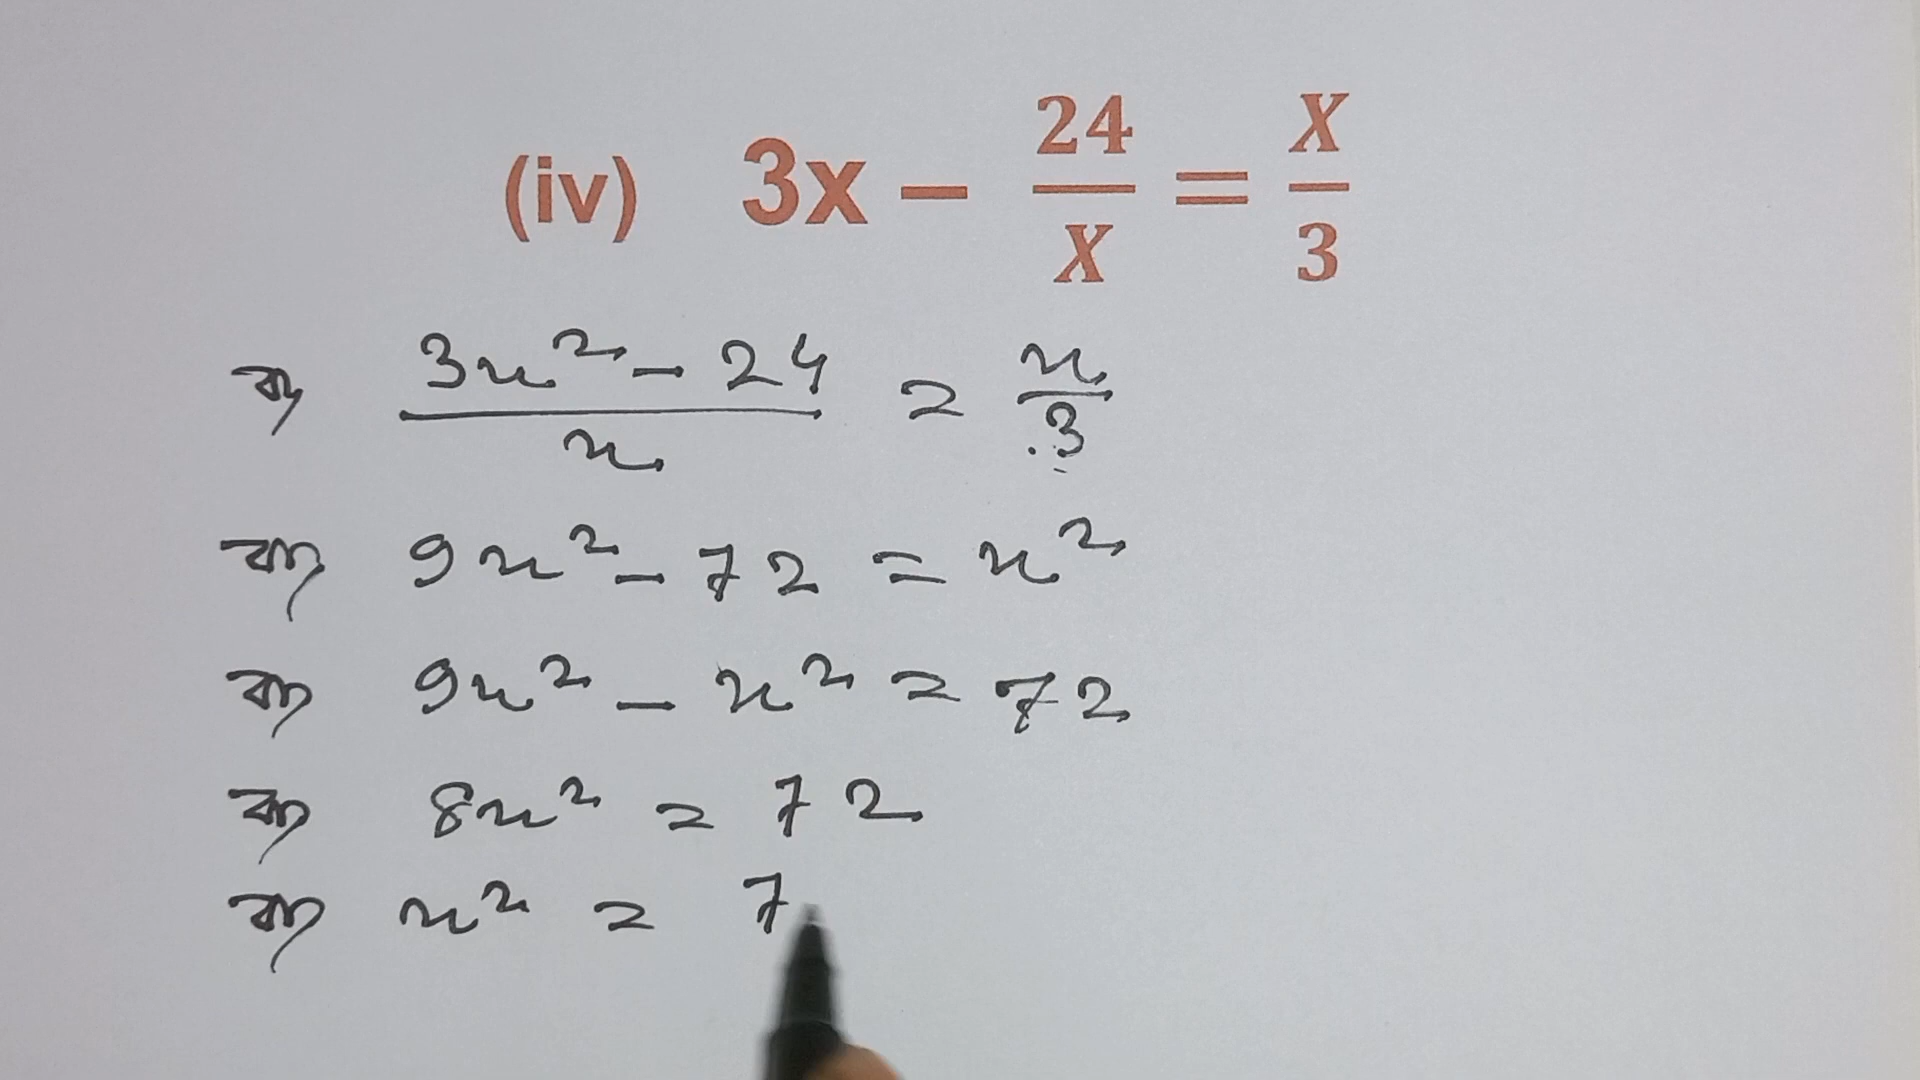 (iv) 3x − 24/X = X/3
বা (3x² − 24)/x = x/3
বা 9x² − 72 = x²
বা 9x² − x² = 72
বা 8x² = 72
বা x² = 7